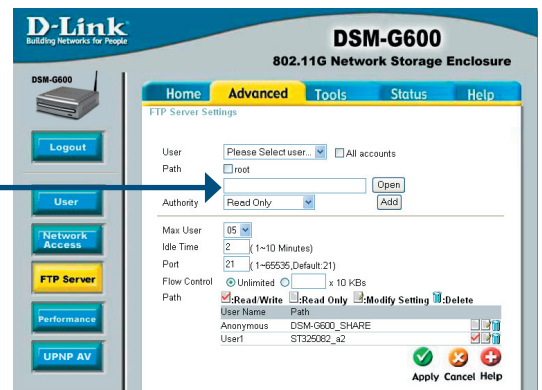 D-Link
Building Networks for People
DSM-G600
802.11G Network Storage Enclosure
DSM-G600
Home Advanced Tools Status Help
FTP Server Settings
Logout
User
Network Access
FTP Server
Performance
UPNP AV
User Please Select user... All accounts
Path root
Open
Authority Read Only Add
Max User 05
Idle Time 2 ( 1~10 Minutes)
Port 21 ( 1~65535,Default:21)
Flow Control Unlimited x 10 KBs
Path :Read/Write :Read Only :Modify Setting :Delete
User Name Path
Anonymous DSM-G600_SHARE
User1 ST325082_a2
Apply Cancel Help